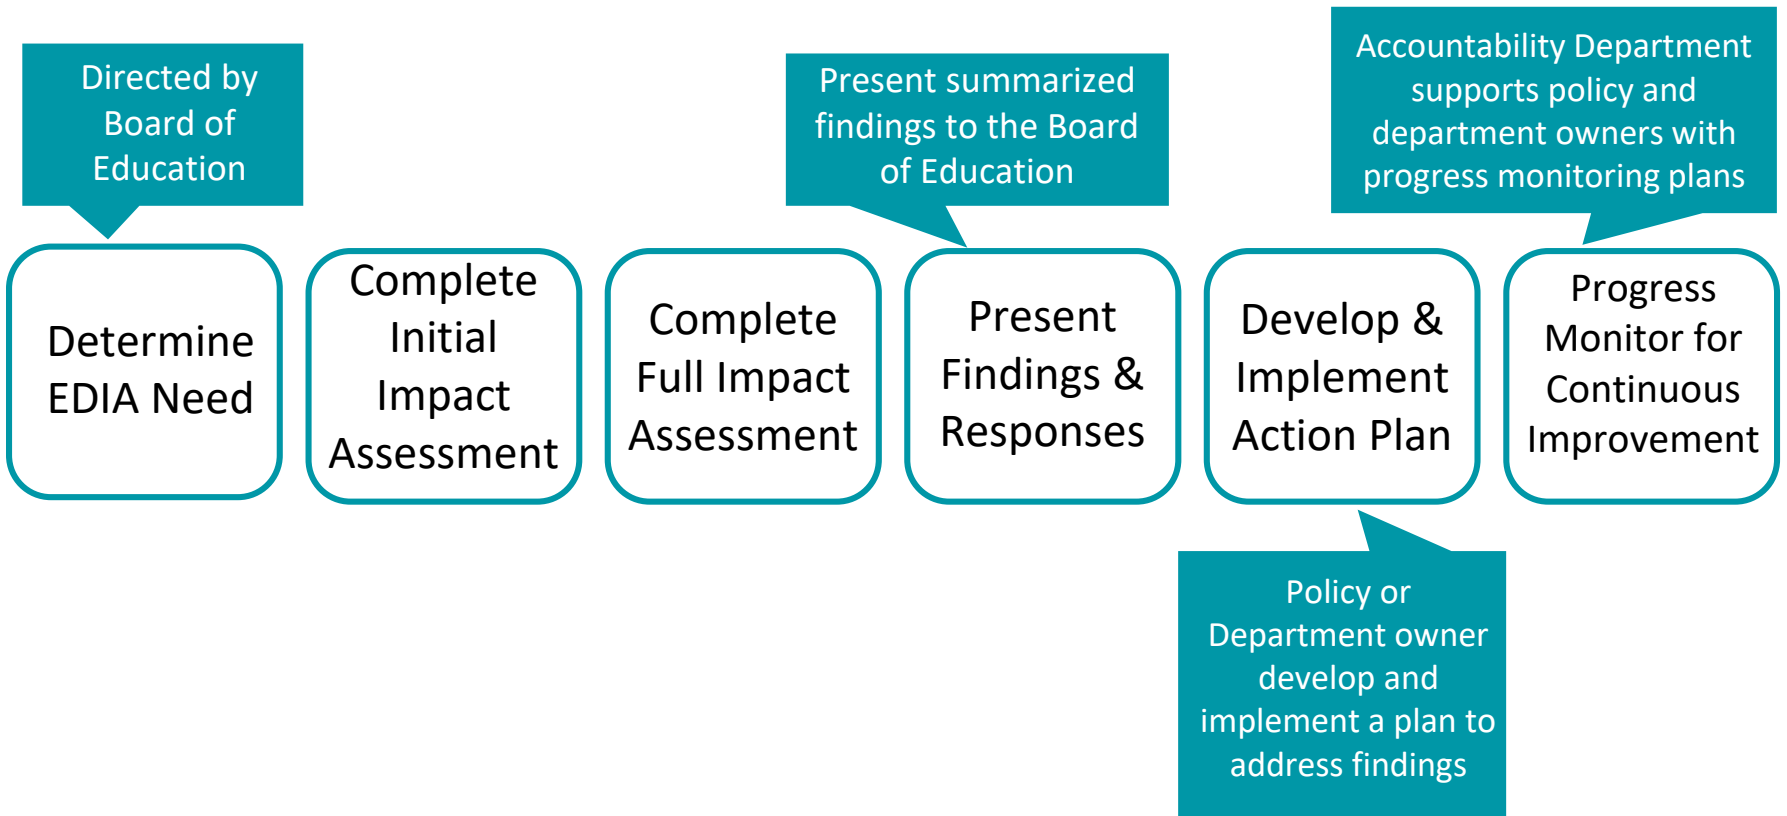 Directed by
Board of
Education
Present summarized
findings to the Board
of Education
Accountability Department
supports policy and
department owners with
progress monitoring plans
Determine
EDIA Need
Complete
Initial
Impact
Assessment
Complete
Full Impact
Assessment
Present
Findings &
Responses
Develop &
Implement
Action Plan
Progress
Monitor for
Continuous
Improvement
Policy or
Department owner
develop and
implement a plan to
address findings